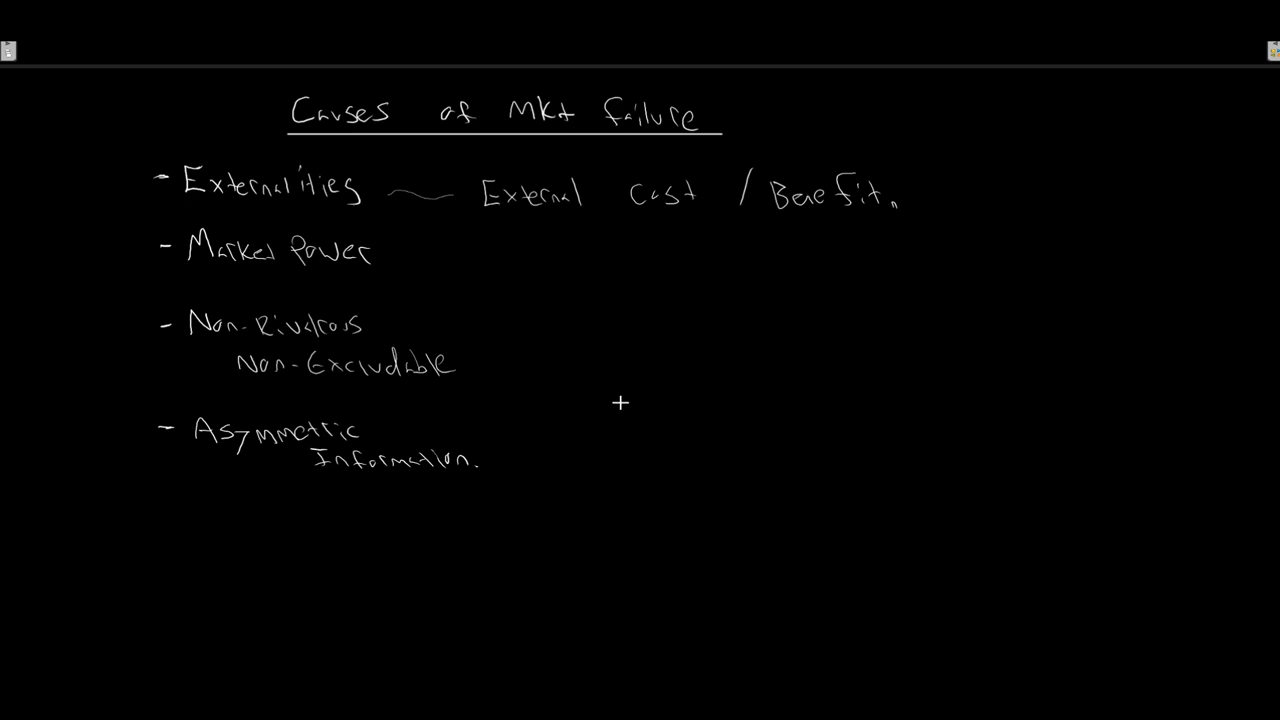 Causes of Mkt failure
- Externalities ~ External Cost / Benefit.
- Market Power
- Non-Rivalrous
Non-Excludable
- Asymmetric
Information.